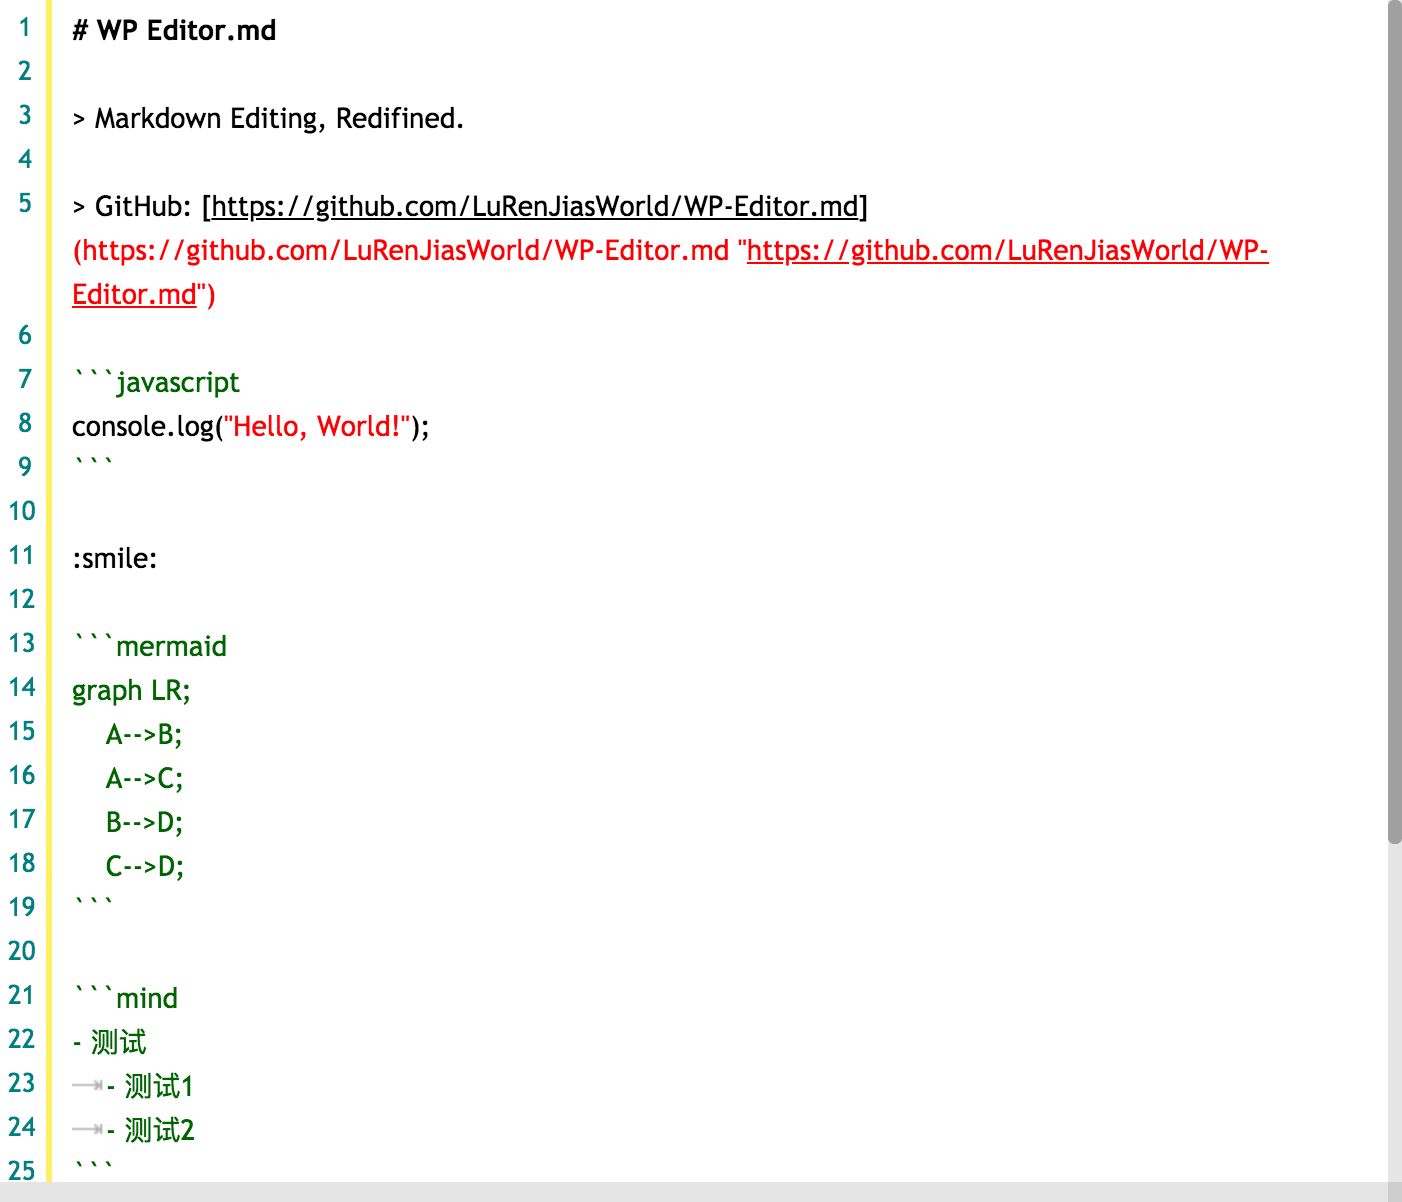 1 # WP Editor.md
2
3 > Markdown Editing, Redifined.
4
5 > GitHub: [https://github.com/LuRenJiasWorld/WP-Editor.md]
(https://github.com/LuRenJiasWorld/WP-Editor.md "https://github.com/LuRenJiasWorld/WP-
Editor.md")
6
7 ```javascript
8 console.log("Hello, World!");
9 ```
10
11 :smile:
12
13 ```mermaid
14 graph LR;
15     A-->B;
16     A-->C;
17     B-->D;
18     C-->D;
19 ```
20
21 ```mind
22 - 测试
23 	- 测试1
24 	- 测试2
25 ```